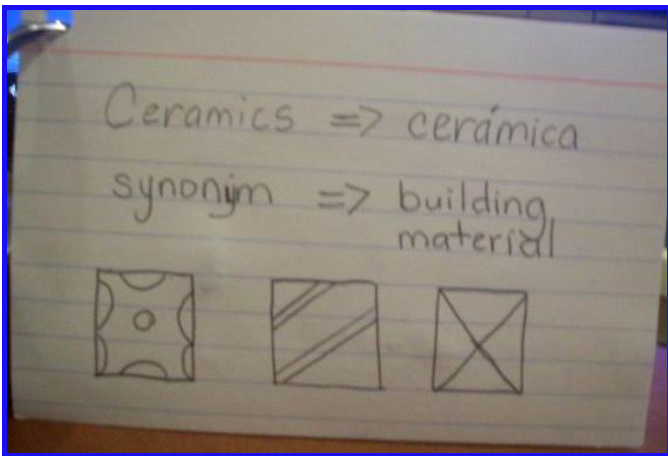 Ceramics => cerámica
synonym => building
material